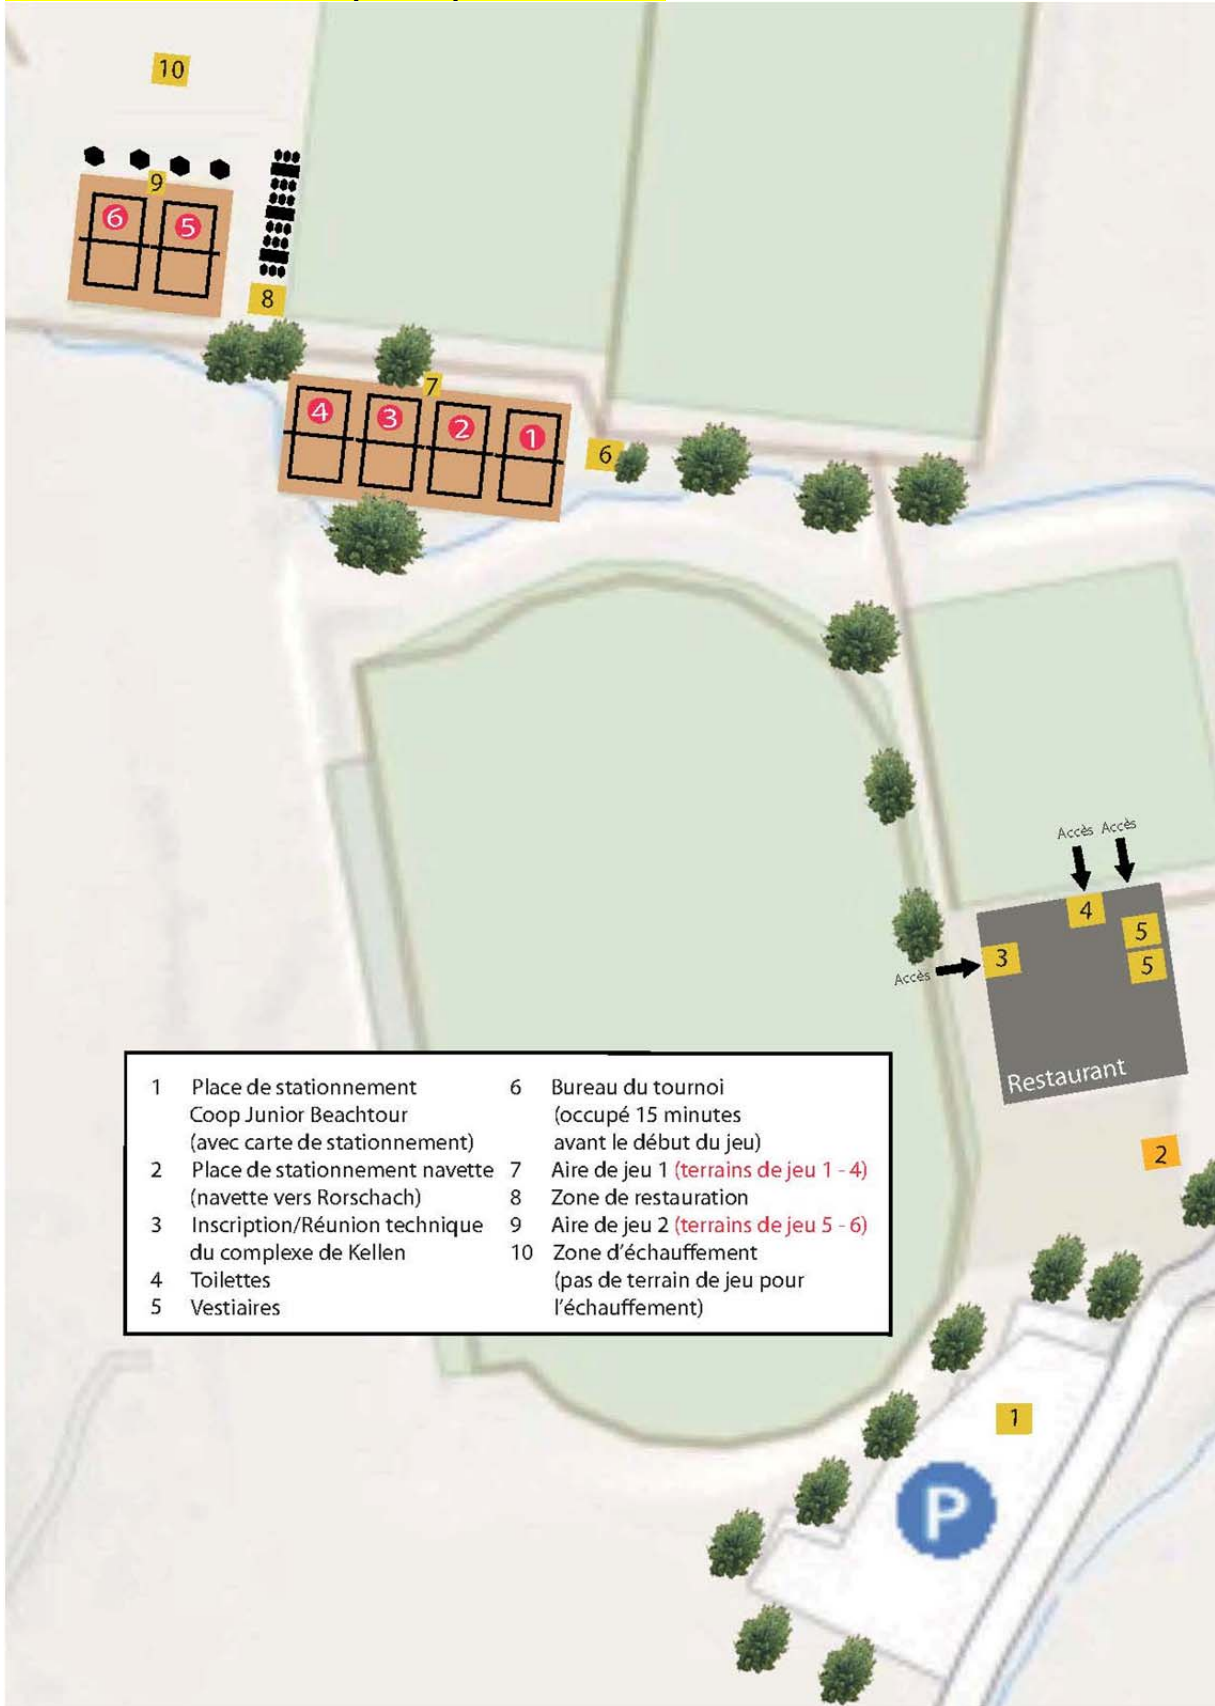 10
9
6
5
8
7
4
3
2
1
6
Accès Accès
4
5
3
5
Accès
Restaurant
1 Place de stationnement
Coop Junior Beachtour
(avec carte de stationnement)
2 Place de stationnement navette
(navette vers Rorschach)
3 Inscription/Réunion technique
du complexe de Kellen
4 Toilettes
5 Vestiaires
6 Bureau du tournoi
(occupé 15 minutes
avant le début du jeu)
7 Aire de jeu 1 (terrains de jeu 1 - 4)
8 Zone de restauration
9 Aire de jeu 2 (terrains de jeu 5 - 6)
10 Zone d'échauffement
(pas de terrain de jeu pour
l'échauffement)
2
1
P